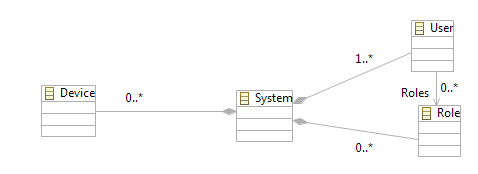 User
1..*
Roles
0..*
Device
0..*
System
Role
0..*